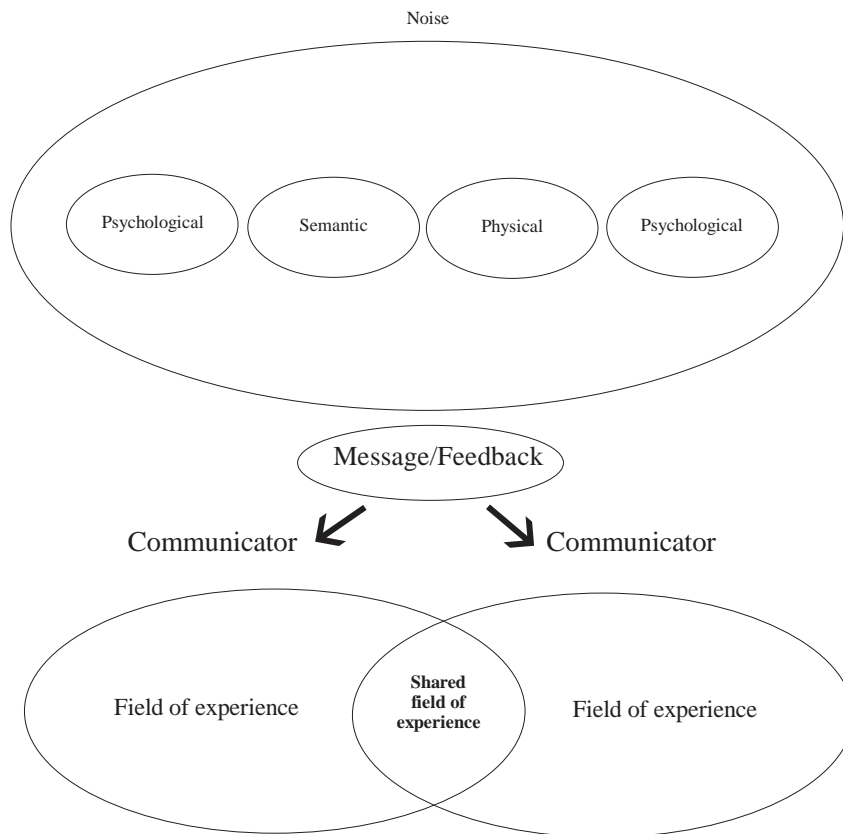 Noise
Psychological
Semantic
Physical
Psychological
Message/Feedback
Communicator
Communicator
Field of experience
Shared
field of
experience
Field of experience